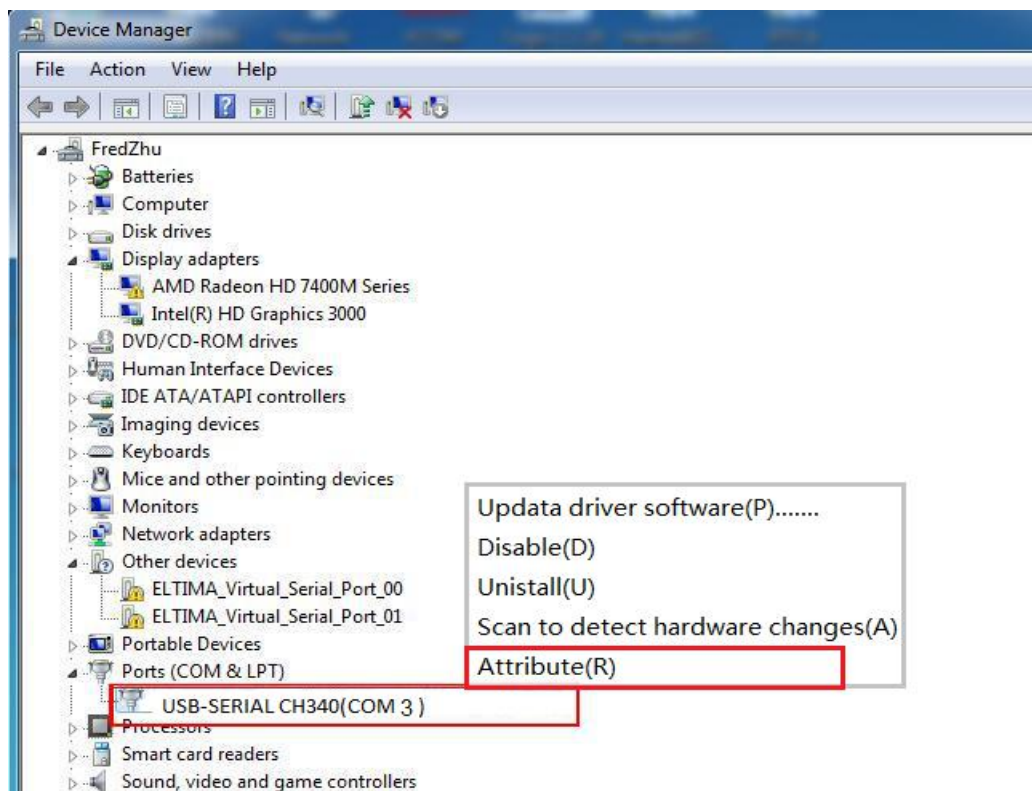 Device Manager
File Action View Help
FredZhu
Batteries
Computer
Disk drives
Display adapters
AMD Radeon HD 7400M Series
Intel(R) HD Graphics 3000
DVD/CD-ROM drives
Human Interface Devices
IDE ATA/ATAPI controllers
Imaging devices
Keyboards
Mice and other pointing devices
Monitors
Network adapters
Other devices
ELTIMA_Virtual_Serial_Port_00
ELTIMA_Virtual_Serial_Port_01
Portable Devices
Ports (COM & LPT)
USB-SERIAL CH340(COM 3 )
Processors
Smart card readers
Sound, video and game controllers
Updata driver software(P).......
Disable(D)
Unistall(U)
Scan to detect hardware changes(A)
Attribute(R)